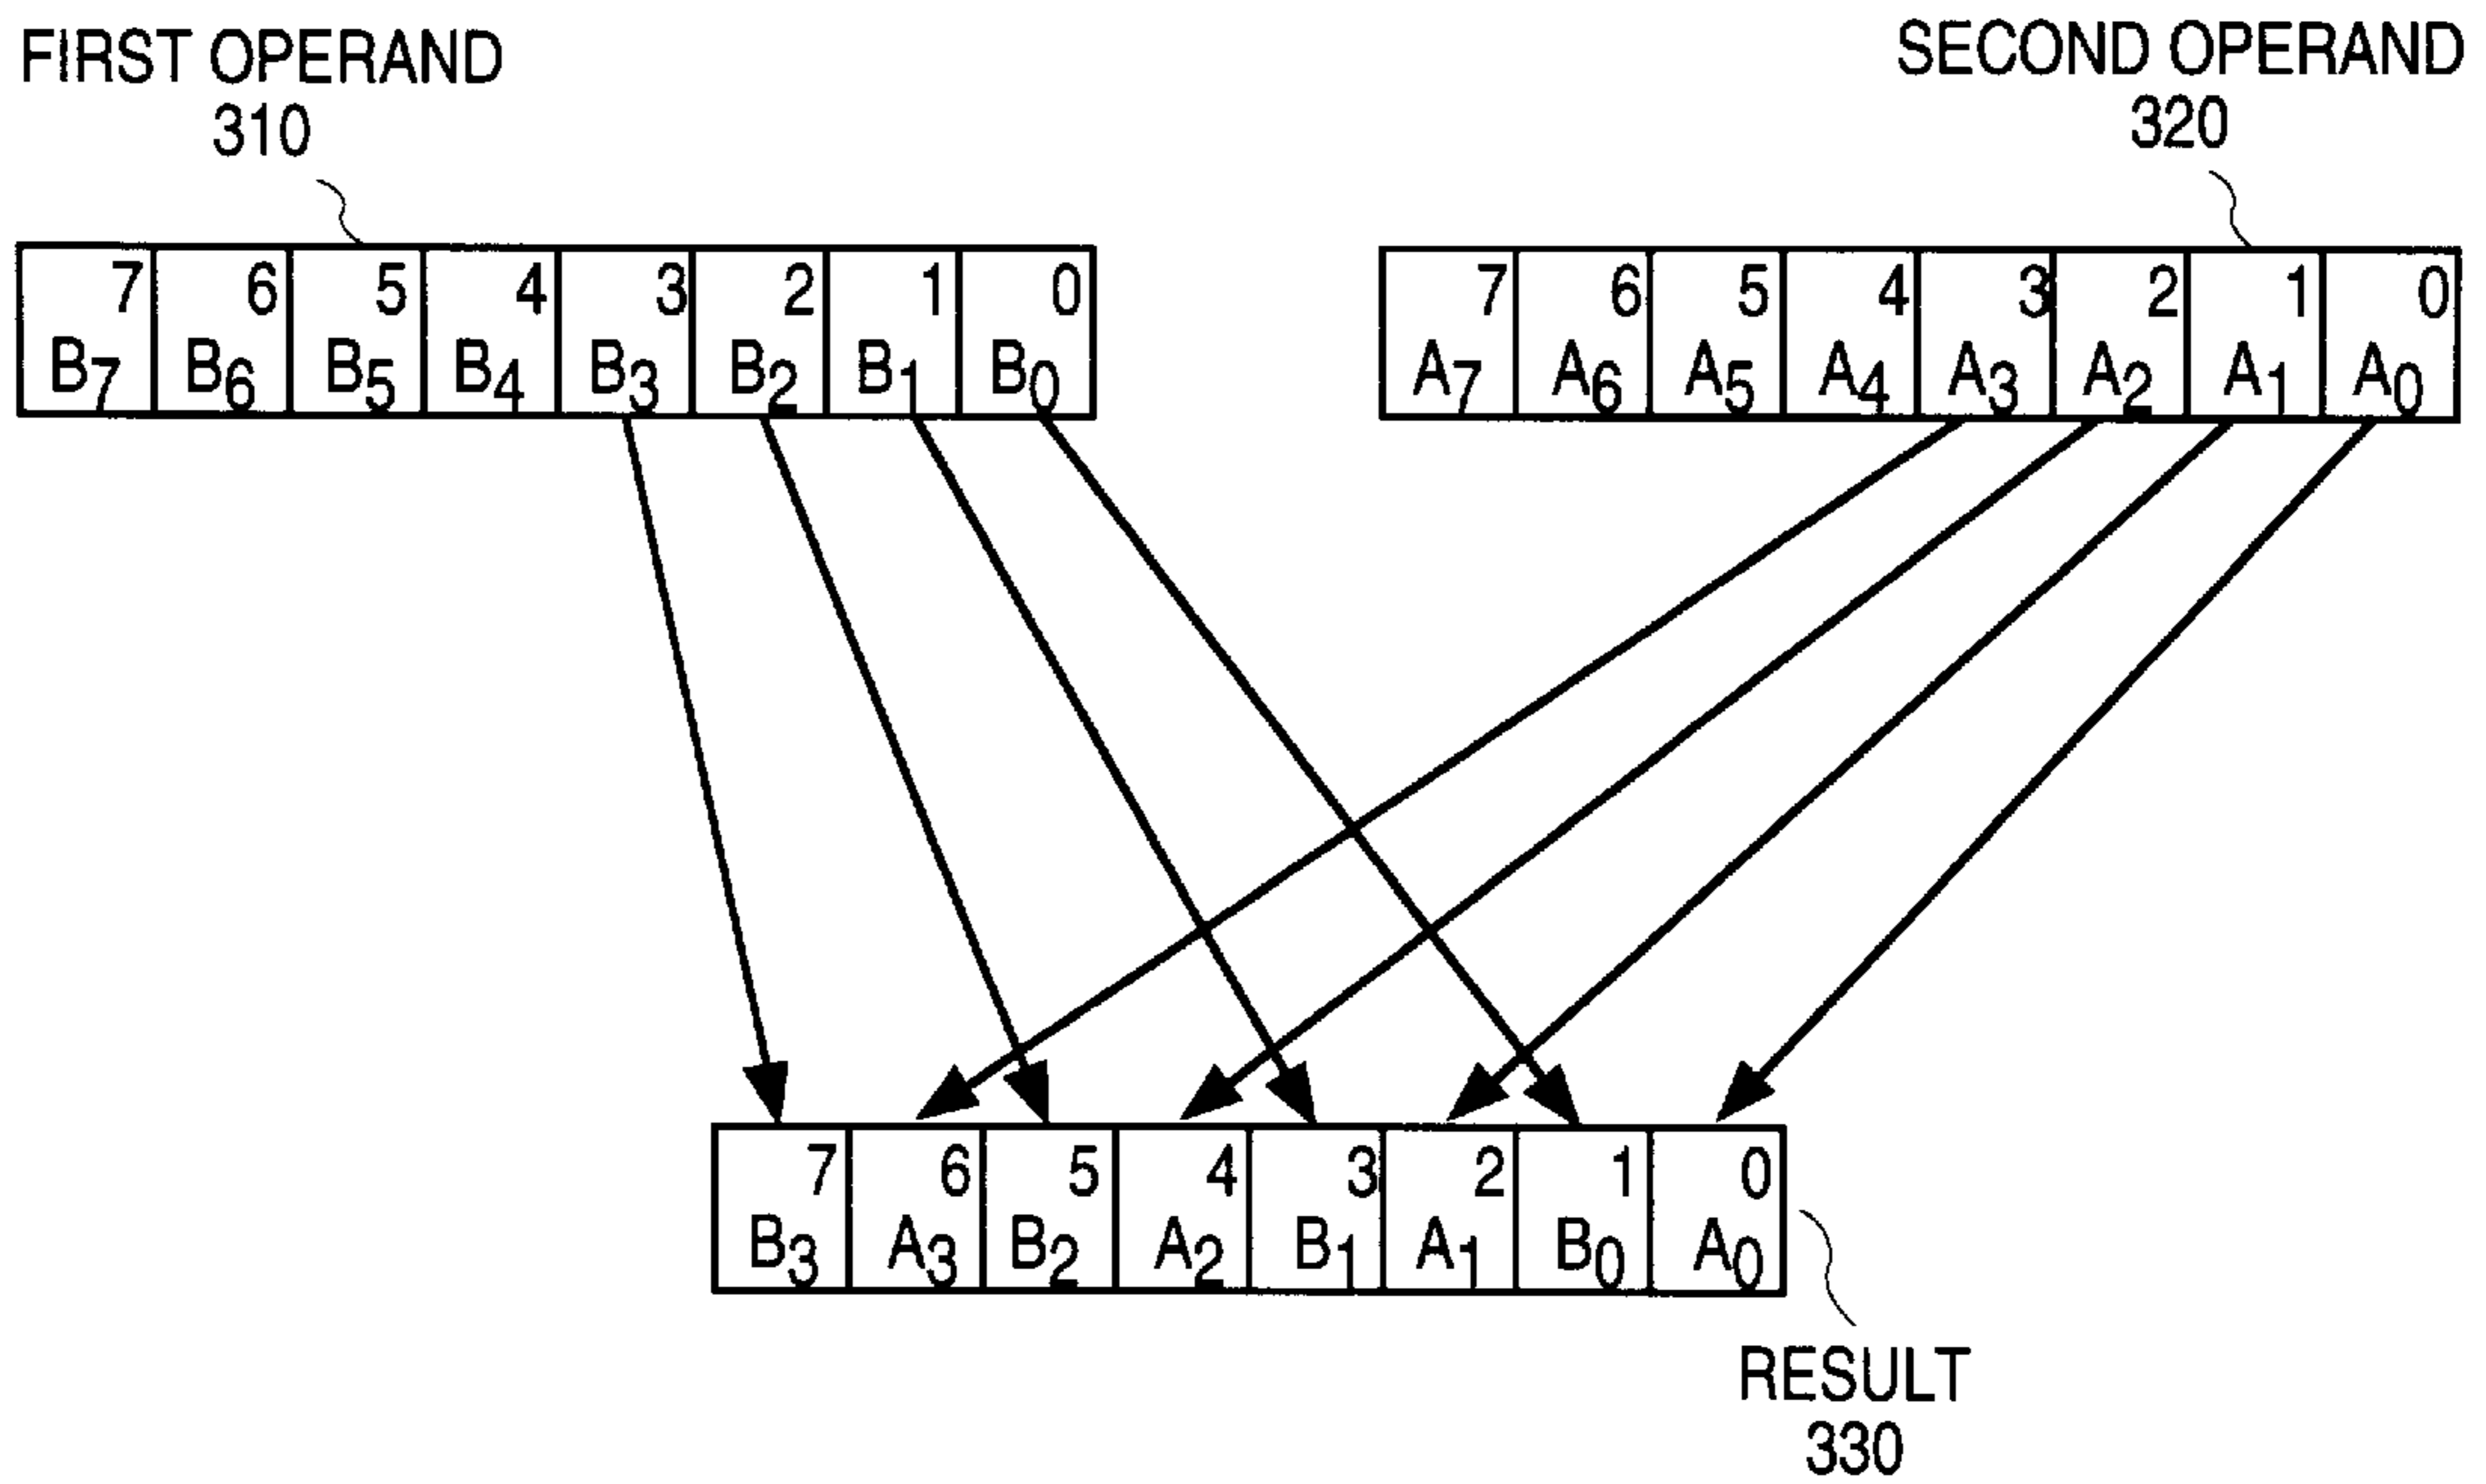 FIRST OPERAND
310
SECOND OPERAND
320
7 6 5 4 3 2 1 0
B7 B6 B5 B4 B3 B2 B1 B0
7 6 5 4 3 2 1 0
A7 A6 A5 A4 A3 A2 A1 A0
7 6 5 4 3 2 1 0
B3 A3 B2 A2 B1 A1 B0 A0
RESULT
330